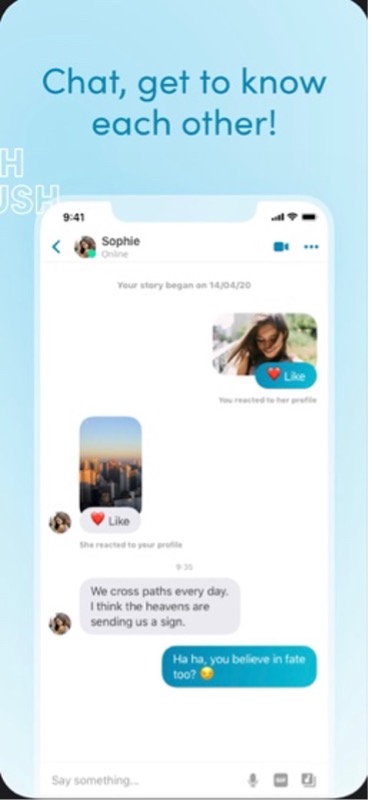 Chat, get to know
each other!
H
USH
9:41
Sophie
Online
Your story began on 14/04/20
❤️ Like
You reacted to her profile
❤️ Like
She reacted to your profile
9:35
We cross paths every day.
I think the heavens are
sending us a sign.
Ha ha, you believe in fate
too? 😏
Say something...
GIF